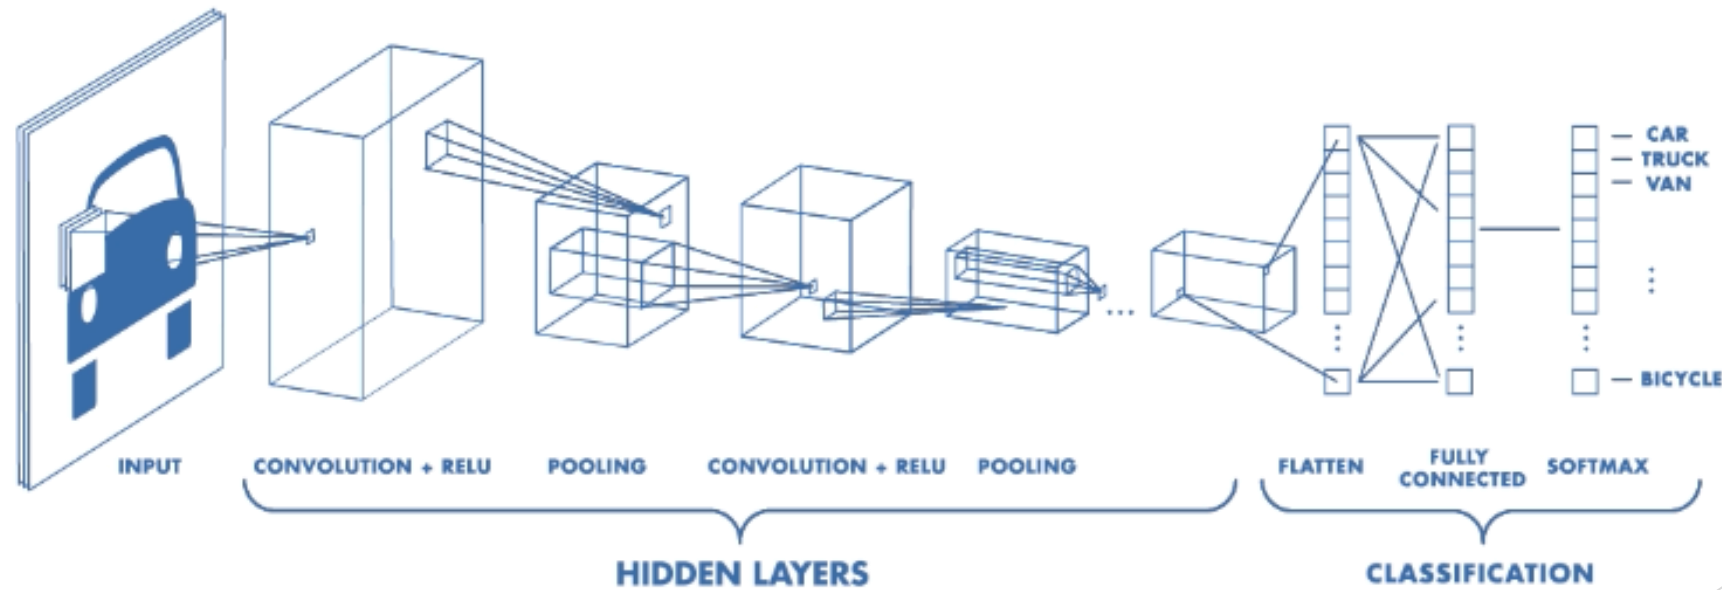 CAR
TRUCK
VAN
BICYCLE
INPUT
CONVOLUTION + RELU
POOLING
CONVOLUTION + RELU
POOLING
FLATTEN
FULLY
CONNECTED
SOFTMAX
HIDDEN LAYERS
CLASSIFICATION